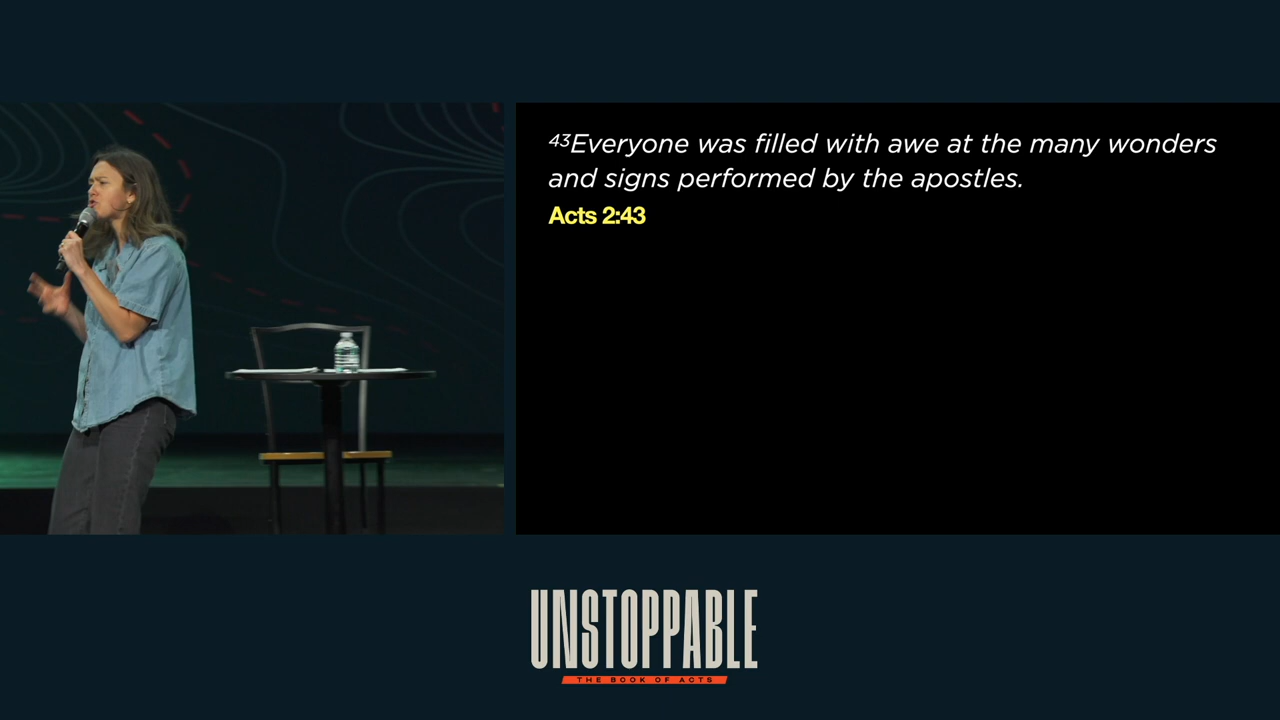 43Everyone was filled with awe at the many wonders
and signs performed by the apostles.
Acts 2:43
UNSTOPPABLE
THE BOOK OF ACTS